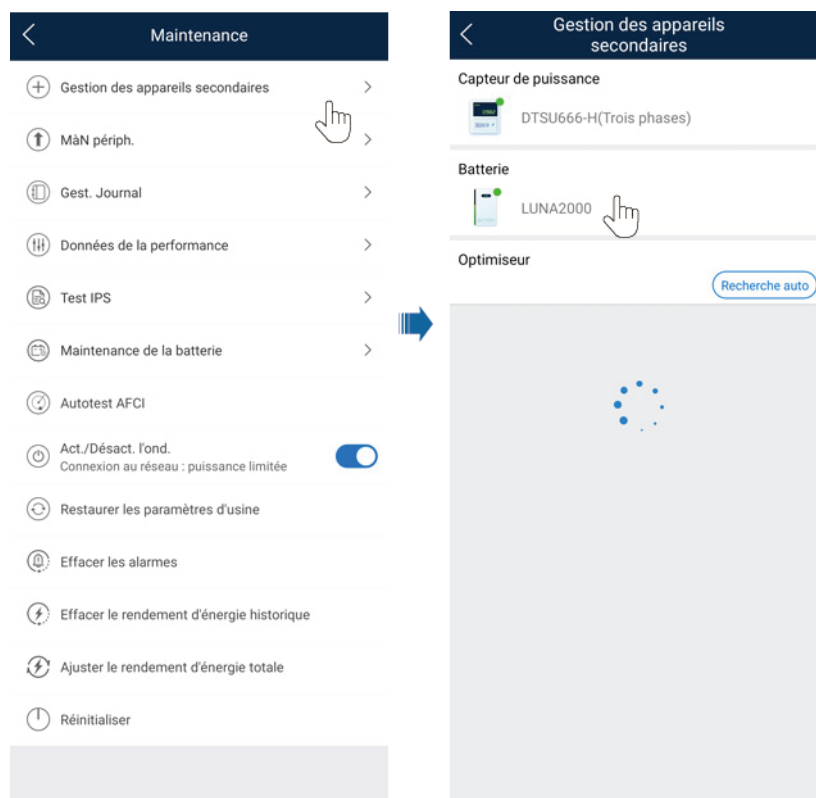 Maintenance
Gestion des appareils secondaires
MàN périph.
Gest. Journal
Données de la performance
Test IPS
Maintenance de la batterie
Autotest AFCI
Act./Désact. l'ond.
Connexion au réseau : puissance limitée
Restaurer les paramètres d'usine
Effacer les alarmes
Effacer le rendement d'énergie historique
Ajuster le rendement d'énergie totale
Réinitialiser
Gestion des appareils
secondaires
Capteur de puissance
DTSU666-H(Trois phases)
Batterie
LUNA2000
Optimiseur
Recherche auto